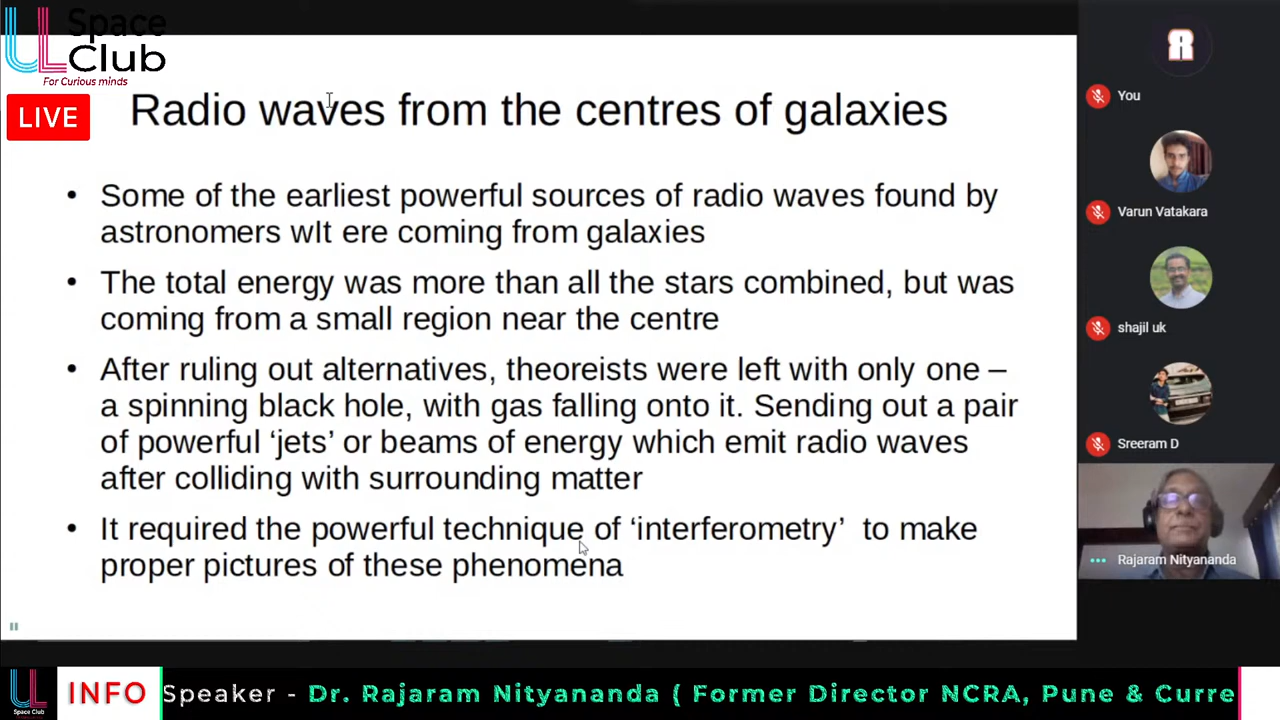 UL Space Club
For Curious minds
LIVE
Radio waves from the centres of galaxies
• Some of the earliest powerful sources of radio waves found by
astronomers wIt ere coming from galaxies
• The total energy was more than all the stars combined, but was
coming from a small region near the centre
• After ruling out alternatives, theoreists were left with only one –
a spinning black hole, with gas falling onto it. Sending out a pair
of powerful ‘jets’ or beams of energy which emit radio waves
after colliding with surrounding matter
• It required the powerful technique of ‘interferometry’ to make
proper pictures of these phenomena
R
You
Varun Vatakara
shajil uk
Sreeram D
Rajaram Nityananda
UL Space Club
INFO
Speaker - Dr. Rajaram Nityananda ( Former Director NCRA, Pune & Curre